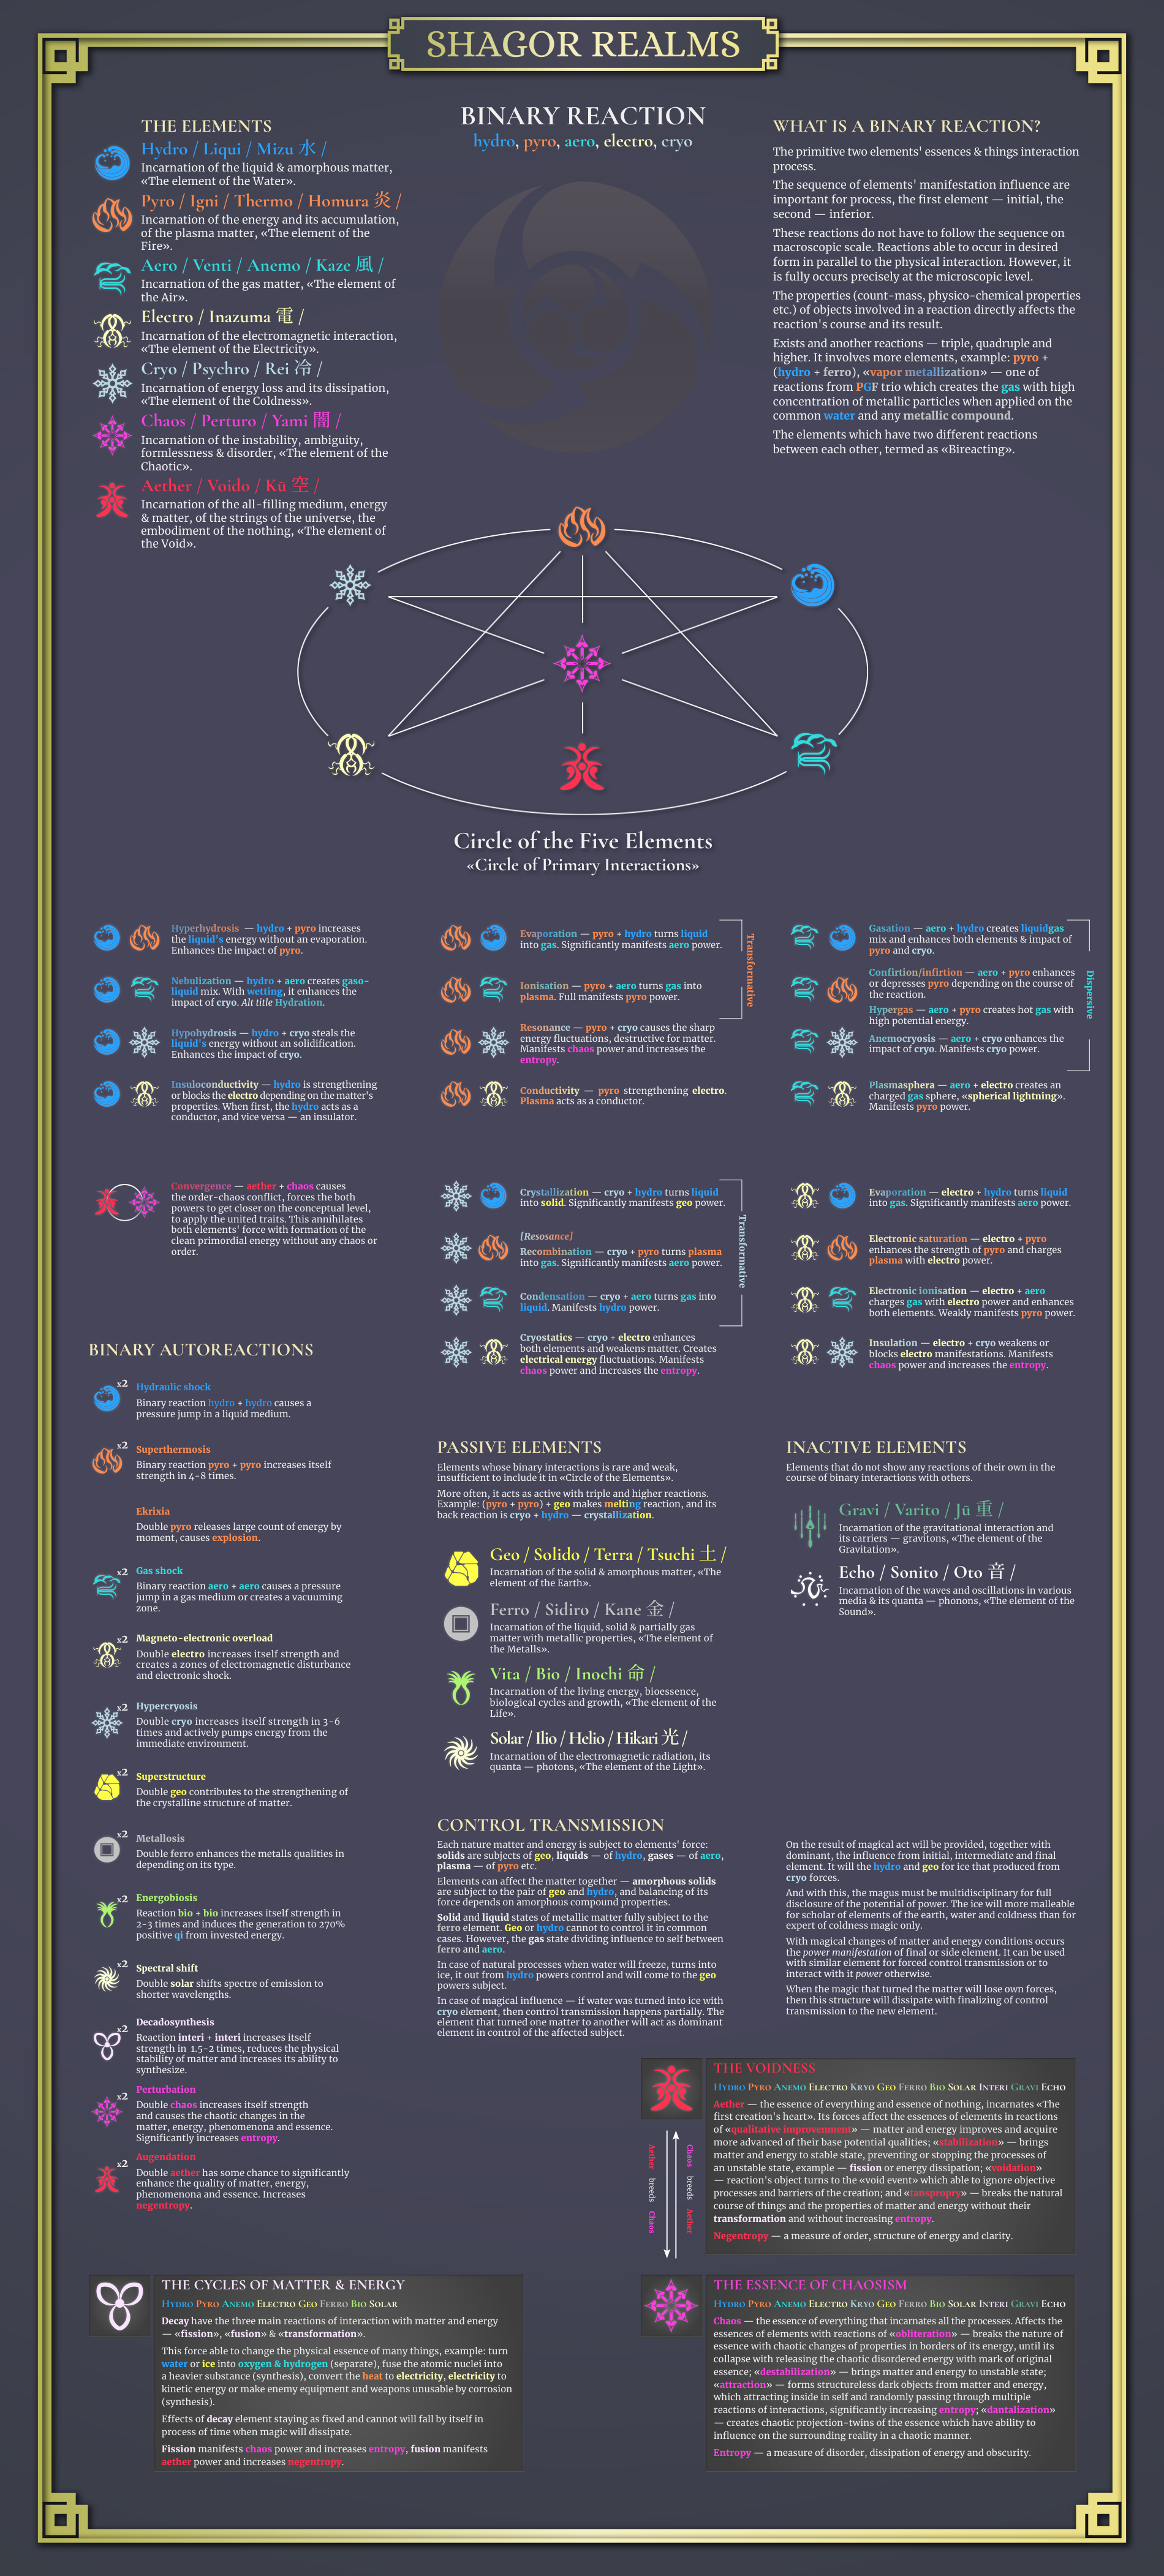 SHAGOR REALMS
BINARY REACTION
hydro, pyro, aero, electro, cryo
THE ELEMENTS
Hydro / Liqui / Mizu 水 /
Incarnation of the liquid & amorphous matter,
«The element of the Water».
Pyro / Igni / Thermo / Homura 炎 /
Incarnation of the energy and its accumulation,
of the plasma matter, «The element of the
Fire».
Aero / Venti / Anemo / Kaze 風 /
Incarnation of the gas matter, «The element of
the Air».
Electro / Inazuma 電 /
Incarnation of the electromagnetic interaction,
«The element of the Electricity».
Cryo / Psychro / Rei 冷 /
Incarnation of energy loss and its dissipation,
«The element of the Coldness».
Chaos / Perturo / Yami 闇 /
Incarnation of the instability, ambiguity,
formlessness & disorder, «The element of the
Chaotic».
Aether / Voido / Kū 空 /
Incarnation of the all-filling medium, energy
& matter, of the strings of the universe, the
embodiment of the nothing, «The element of
the Void».
WHAT IS A BINARY REACTION?
The primitive two elements' essences & things interaction
process.
The sequence of elements' manifestation influence are
important for process, the first element — initial, the
second — inferior.
These reactions do not have to follow the sequence on
macroscopic scale. Reactions able to occur in desired
form in parallel to the physical interaction. However, it
is fully occurs precisely at the microscopic level.
The properties (count-mass, physico-chemical properties
etc.) of objects involved in a reaction directly affects the
reaction's course and its result.
Exists and another reactions — triple, quadruple and
higher. It involves more elements, example: pyro +
(hydro + ferro), «vapor metallization» — one of
reactions from PGF trio which creates the gas with high
concentration of metallic particles when applied on the
common water and any metallic compound.
The elements which have two different reactions
between each other, termed as «Bireacting».
Circle of the Five Elements
«Circle of Primary Interactions»
Hyperhydrosis — hydro + pyro increases
the liquid's energy without an evaporation.
Enhances the impact of pyro.
Nebulization — hydro + aero creates gaso-
liquid mix. With wetting, it enhances the
impact of cryo. Alt title Hydration.
Hypohydrosis — hydro + cryo steals the
liquid's energy without a solidification.
Enhances the impact of cryo.
Insuloconductivity — hydro is strengthening
or blocks the electro depending on the matter's
properties. When first, the hydro acts as a
conductor, and vice versa — an insulator.
Evaporation — pyro + hydro turns liquid
into gas. Significantly manifests aero power.
Ionisation — pyro + aero turns gas into
plasma. Full manifests pyro power.
Resonance — pyro + cryo causes the sharp
energy fluctuations, destructive for matter.
Manifests chaos power and increases the
entropy.
Conductivity — pyro strengthening electro.
Plasma acts as a conductor.
Transformative
Gasation — aero + hydro creates liquidgas
mix and enhances both elements & impact of
pyro and cryo.
Confirtion/infirtion — aero + pyro enhances
or depresses pyro depending on the course of
the reaction.
Hypergas — aero + pyro creates hot gas with
high potential energy.
Anemocryosis — aero + cryo enhances the
impact of cryo. Manifests cryo power.
Plasmasphera — aero + electro creates an
charged gas sphere, «spherical lightning».
Manifests pyro power.
Dispersive
Convergence — aether + chaos causes
the order-chaos conflict, forces the both
powers to get closer on the conceptual level,
to apply the united traits. This annihilates
both elements' force with formation of the
clean primordial energy without any chaos or
order.
Crystallization — cryo + hydro turns liquid
into solid. Significantly manifests geo power.
[Resosance]
Recombination — cryo + pyro turns plasma
into gas. Significantly manifests aero power.
Condensation — cryo + aero turns gas into
liquid. Manifests hydro power.
Cryostatics — cryo + electro enhances
both elements and weakens matter. Creates
electrical energy fluctuations. Manifests
chaos power and increases the entropy.
Transformative
Evaporation — electro + hydro turns liquid
into gas. Significantly manifests aero power.
Electronic saturation — electro + pyro
enhances the strength of pyro and charges
plasma with electro power.
Electronic ionisation — electro + aero
charges gas with electro power and enhances
both elements. Weakly manifests pyro power.
Insulation — electro + cryo weakens or
blocks electro manifestations. Manifests
chaos power and increases the entropy.
BINARY AUTOREACTIONS
x2
Hydraulic shock
Binary reaction hydro + hydro causes a
pressure jump in a liquid medium.
x2
Superthermosis
Binary reaction pyro + pyro increases itself
strength in 4-8 times.
Ekrixia
Double pyro releases large count of energy by
moment, causes explosion.
x2
Gas shock
Binary reaction aero + aero causes a pressure
jump in a gas medium or creates a vacuuming
zone.
x2
Magneto-electronic overload
Double electro increases itself strength and
creates a zones of electromagnetic disturbance
and electronic shock.
x2
Hypercryosis
Double cryo increases itself strength in 3-6
times and actively pumps energy from the
immediate environment.
x2
Superstructure
Double geo contributes to the strengthening of
the crystalline structure of matter.
x2
Metallosis
Double ferro enhances the metalls qualities in
depending on its type.
x2
Energobiosis
Reaction bio + bio increases itself strength in
2-3 times and induces the generation to 270%
positive qi from invested energy.
x2
Spectral shift
Double solar shifts spectre of emission to
shorter wavelengths.
x2
Decadosynthesis
Reaction interi + interi increases itself
strength in 1.5-2 times, reduces the physical
stability of matter and increases its ability to
synthesize.
x2
Perturbation
Double chaos increases itself strength
and causes the chaotic changes in the
matter, energy, phenomenona and essence.
Significantly increases entropy.
x2
Augendation
Double aether has some chance to significantly
enhance the quality of matter, energy,
phenomenona and essence. Increases
negentropy.
PASSIVE ELEMENTS
Elements whose binary interactions is rare and weak,
insufficient to include it in «Circle of the Elements».
More often, it acts as active with triple and higher reactions.
Example: (pyro + pyro) + geo makes melting reaction, and its
back reaction is cryo + hydro — crystallization.
Geo / Solido / Terra / Tsuchi 土 /
Incarnation of the solid & amorphous matter, «The
element of the Earth».
Ferro / Sidiro / Kane 金 /
Incarnation of the liquid, solid & partially gas
matter with metallic properties, «The element of
the Metalls».
Vita / Bio / Inochi 命 /
Incarnation of the living energy, bioessence,
biological cycles and growth, «The element of the
Life».
Solar / Ilio / Helio / Hikari 光 /
Incarnation of the electromagnetic radiation, its
quanta — photons, «The element of the Light».
INACTIVE ELEMENTS
Elements that do not show any reactions of their own in the
course of binary interactions with others.
Gravi / Varito / Jū 重 /
Incarnation of the gravitational interaction and
its carriers — gravitons, «The element of the
Gravitation».
Echo / Sonito / Oto 音 /
Incarnation of the waves and oscillations in various
media & its quanta — phonons, «The element of the
Sound».
CONTROL TRANSMISSION
Each nature matter and energy is subject to elements' force:
solids are subjects of geo, liquids — of hydro, gases — of aero,
plasma — of pyro etc.
Elements can affect the matter together — amorphous solids
are subject to the pair of geo and hydro, and balancing of its
force depends on amorphous compound properties.
Solid and liquid states of metallic matter fully subject to the
ferro element. Geo or hydro cannot to control it in common
cases. However, the gas state dividing influence to self between
ferro and aero.
In case of natural processes when water will freeze, turns into
ice, it out from hydro powers control and will come to the geo
powers subject.
In case of magical influence — if water was turned into ice with
cryo element, then control transmission happens partially. The
element that turned one matter to another will act as dominant
element in control of the affected subject.
On the result of magical act will be provided, together with
dominant, the influence from initial, intermediate and final
element. It will the hydro and geo for ice that produced from
cryo forces.
And with this, the magus must be multidisciplinary for full
disclosure of the potential of power. The ice will more malleable
for scholar of elements of the earth, water and coldness than for
expert of coldness magic only.
With magical changes of matter and energy conditions occurs
the power manifestation of final or side element. It can be used
with similar element for forced control transmission or to
interact with it power otherwise.
When the magic that turned the matter will lose own forces,
then this structure will dissipate with finalizing of control
transmission to the new element.
THE VOIDNESS
HYDRO PYRO ANEMO ELECTRO KRYO GEO FERRO BIO SOLAR INTERI GRAVI ECHO
Aether — the essence of everything and essence of nothing, incarnates «The
first creation's heart». Its forces affect the essences of elements in reactions
of «qualitative improvenment» — matter and energy improves and acquire
more advanced of their base potential qualities; «stabilization» — brings
matter and energy to stable state, preventing or stopping the processes of
an unstable state, example — fission or energy dissipation; «voidation»
— reaction's object turns to the «void event» which able to ignore objective
processes and barriers of the creation; and «tanspropry» — breaks the natural
course of things and the properties of matter and energy without their
transformation and without increasing entropy.
Negentropy — a measure of order, structure of energy and clarity.
Aether breeds Chaos
Chaos breeds Aether
THE CYCLES OF MATTER & ENERGY
HYDRO PYRO ANEMO ELECTRO GEO FERRO BIO SOLAR
Decay have the three main reactions of interaction with matter and energy
— «fission», «fusion» & «transformation».
This force able to change the physical essence of many things, example: turn
water or ice into oxygen & hydrogen (separate), fuse the atomic nuclei into
a heavier substance (synthesis), convert the heat to electricity, electricity to
kinetic energy or make enemy equipment and weapons unusable by corrosion
(synthesis).
Effects of decay element staying as fixed and cannot will fall by itself in
process of time when magic will dissipate.
Fission manifests chaos power and increases entropy, fusion manifests
aether power and increases negentropy.
THE ESSENCE OF CHAOSISM
HYDRO PYRO ANEMO ELECTRO KRYO GEO FERRO BIO SOLAR INTERI GRAVI ECHO
Chaos — the essence of everything that incarnates all the processes. Affects the
essences of elements with reactions of «obliteration» — breaks the nature of
essence with chaotic changes of properties in borders of its energy, until its
collapse with releasing the chaotic disordered energy with mark of original
essence; «destabilization» — brings matter and energy to unstable state;
«attraction» — forms structureless dark objects from matter and energy,
which attracting inside in self and randomly passing through multiple
reactions of interactions, significantly increasing entropy; «dantalization»
— creates chaotic projection-twins of the essence which have ability to
influence on the surrounding reality in a chaotic manner.
Entropy — a measure of disorder, dissipation of energy and obscurity.